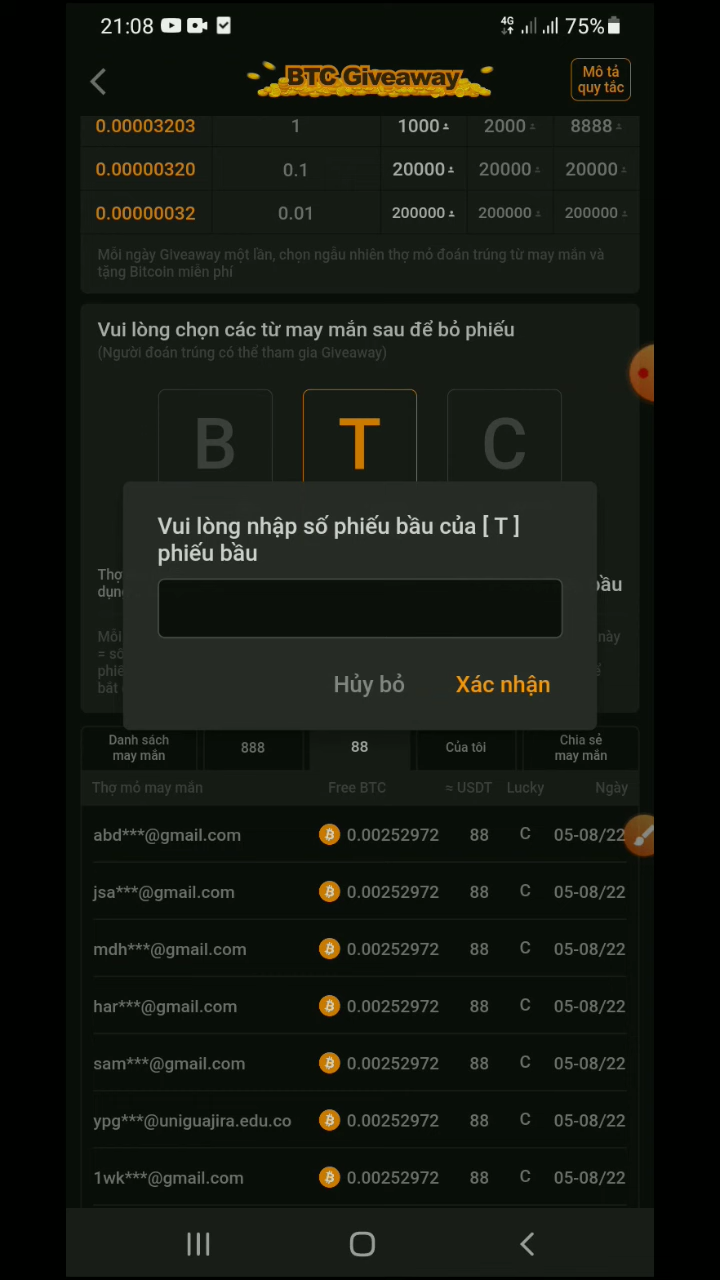 21:08
4G
75%
BTC Giveaway
Mô tả
quy tắc
0.00003203 1 1000 2000 8888
0.00000320 0.1 20000 20000 20000
0.00000032 0.01 200000 200000 200000
Mỗi ngày Giveaway một lần, chọn ngẫu nhiên thợ mỏ đoán trúng từ may mắn và
tặng Bitcoin miễn phí
Vui lòng chọn các từ may mắn sau để bỏ phiếu
(Người đoán trúng có thể tham gia Giveaway)
B T C
Vui lòng nhập số phiếu bầu của [ T ]
phiếu bầu
Hủy bỏ Xác nhận
Danh sách
may mắn
888
88
Của tôi
Chia sẻ
may mắn
Thợ mỏ may mắn Free BTC ≈ USDT Lucky Ngày
abd***@gmail.com 0.00252972 88 C 05-08/22
jsa***@gmail.com 0.00252972 88 C 05-08/22
mdh***@gmail.com 0.00252972 88 C 05-08/22
har***@gmail.com 0.00252972 88 C 05-08/22
sam***@gmail.com 0.00252972 88 C 05-08/22
ypg***@uniguajira.edu.co 0.00252972 88 C 05-08/22
1wk***@gmail.com 0.00252972 88 C 05-08/22